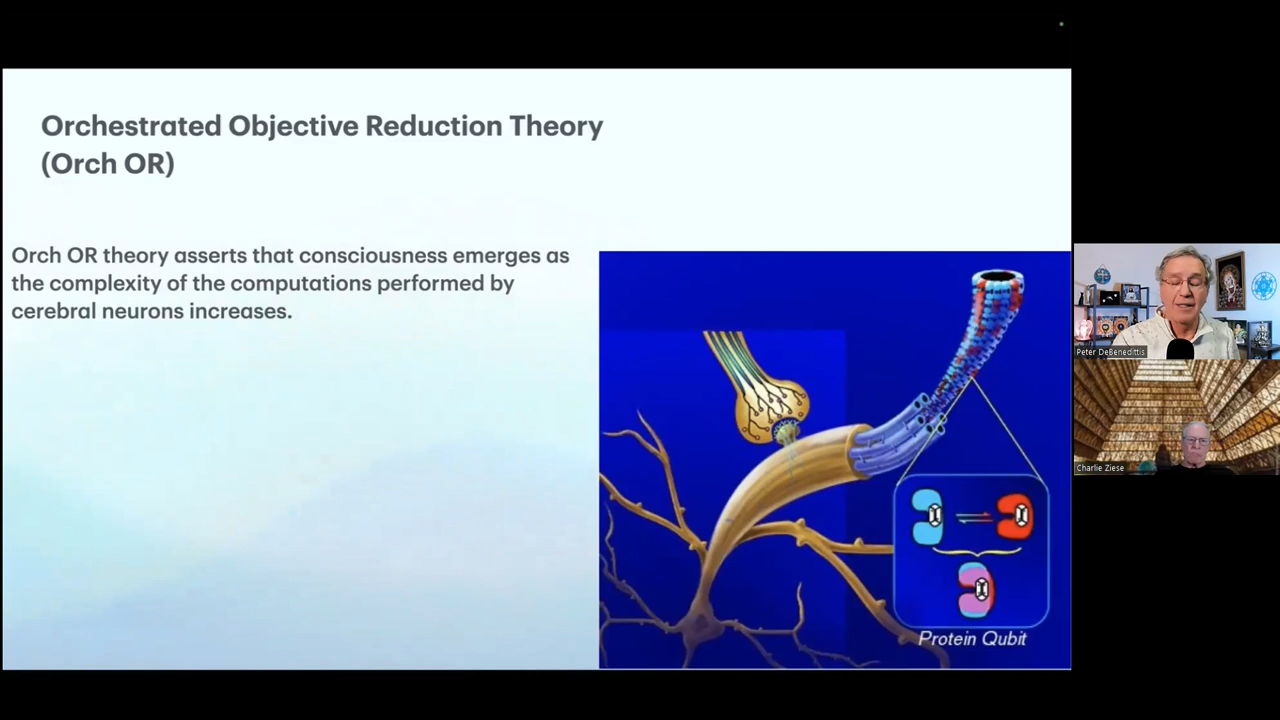 Orchestrated Objective Reduction Theory
(Orch OR)
Orch OR theory asserts that consciousness emerges as
the complexity of the computations performed by
cerebral neurons increases.
Protein Qubit
Peter DeBenedittis
Charlie Ziese